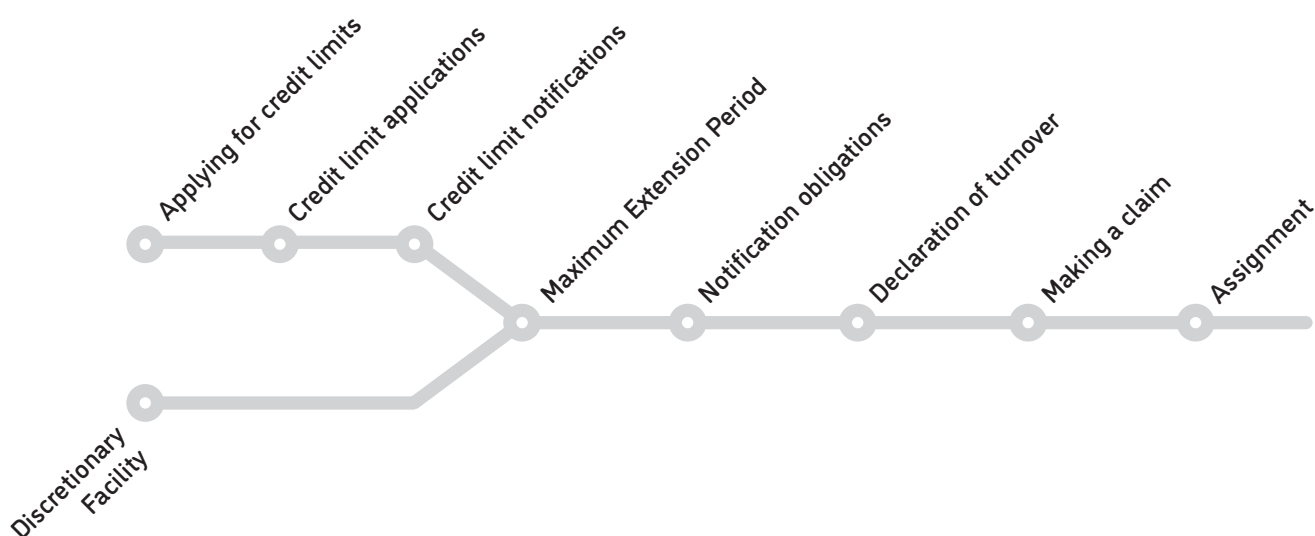 Applying for credit limits
Credit limit applications
Credit limit notifications
Maximum Extension Period
Notification obligations
Declaration of turnover
Making a claim
Assignment
Discretionary
Facility